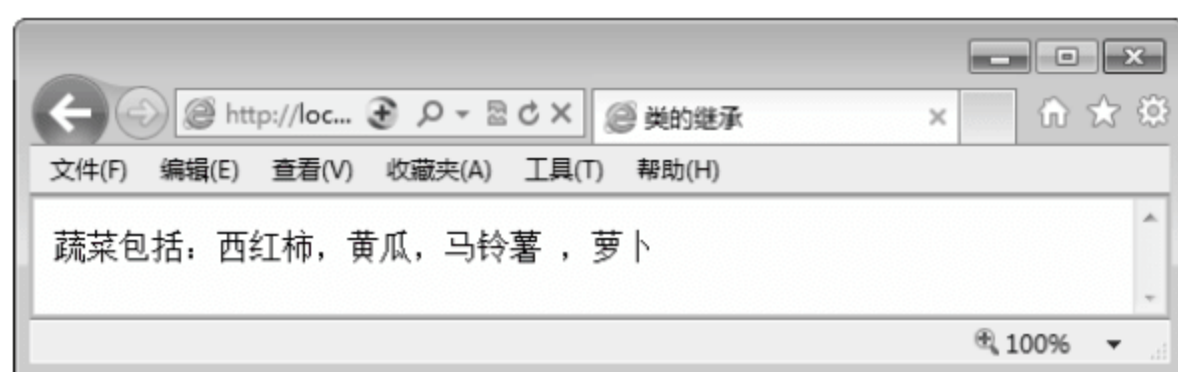 http://loc... 类的继承
文件(F) 编辑(E) 查看(V) 收藏夹(A) 工具(T) 帮助(H)
蔬菜包括：西红柿，黄瓜，马铃薯 ，萝卜
100%